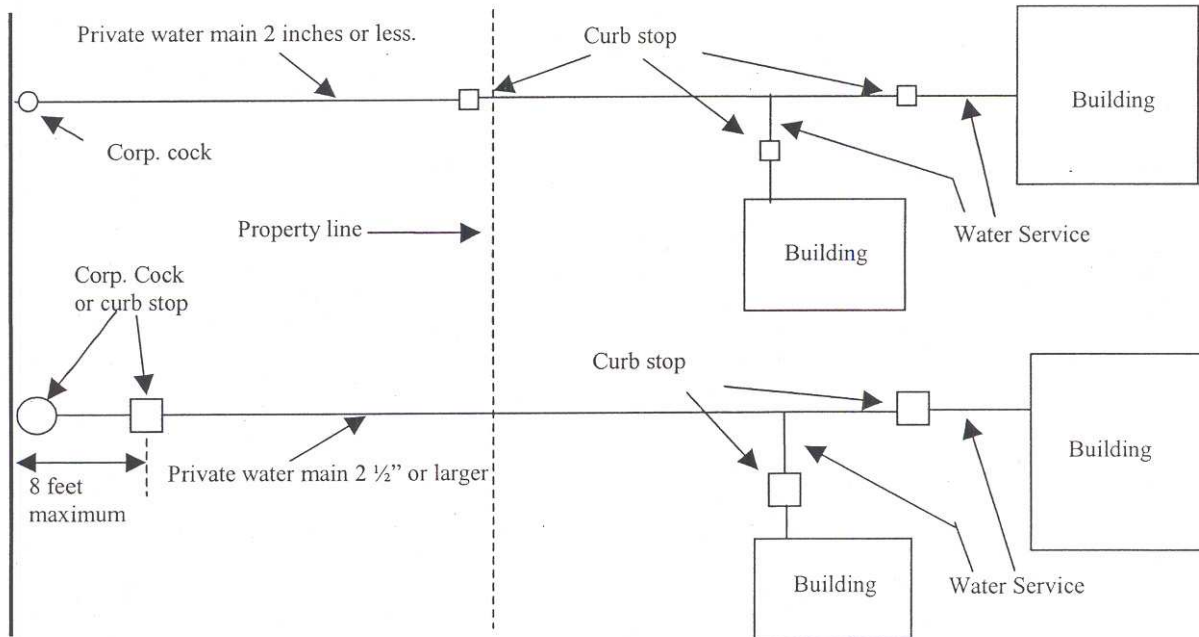 Private water main 2 inches or less.
Curb stop
Building
Corp. cock
Property line
Building
Water Service
Corp. Cock
or curb stop
Curb stop
Building
Private water main 2 ½” or larger
8 feet
maximum
Building
Water Service